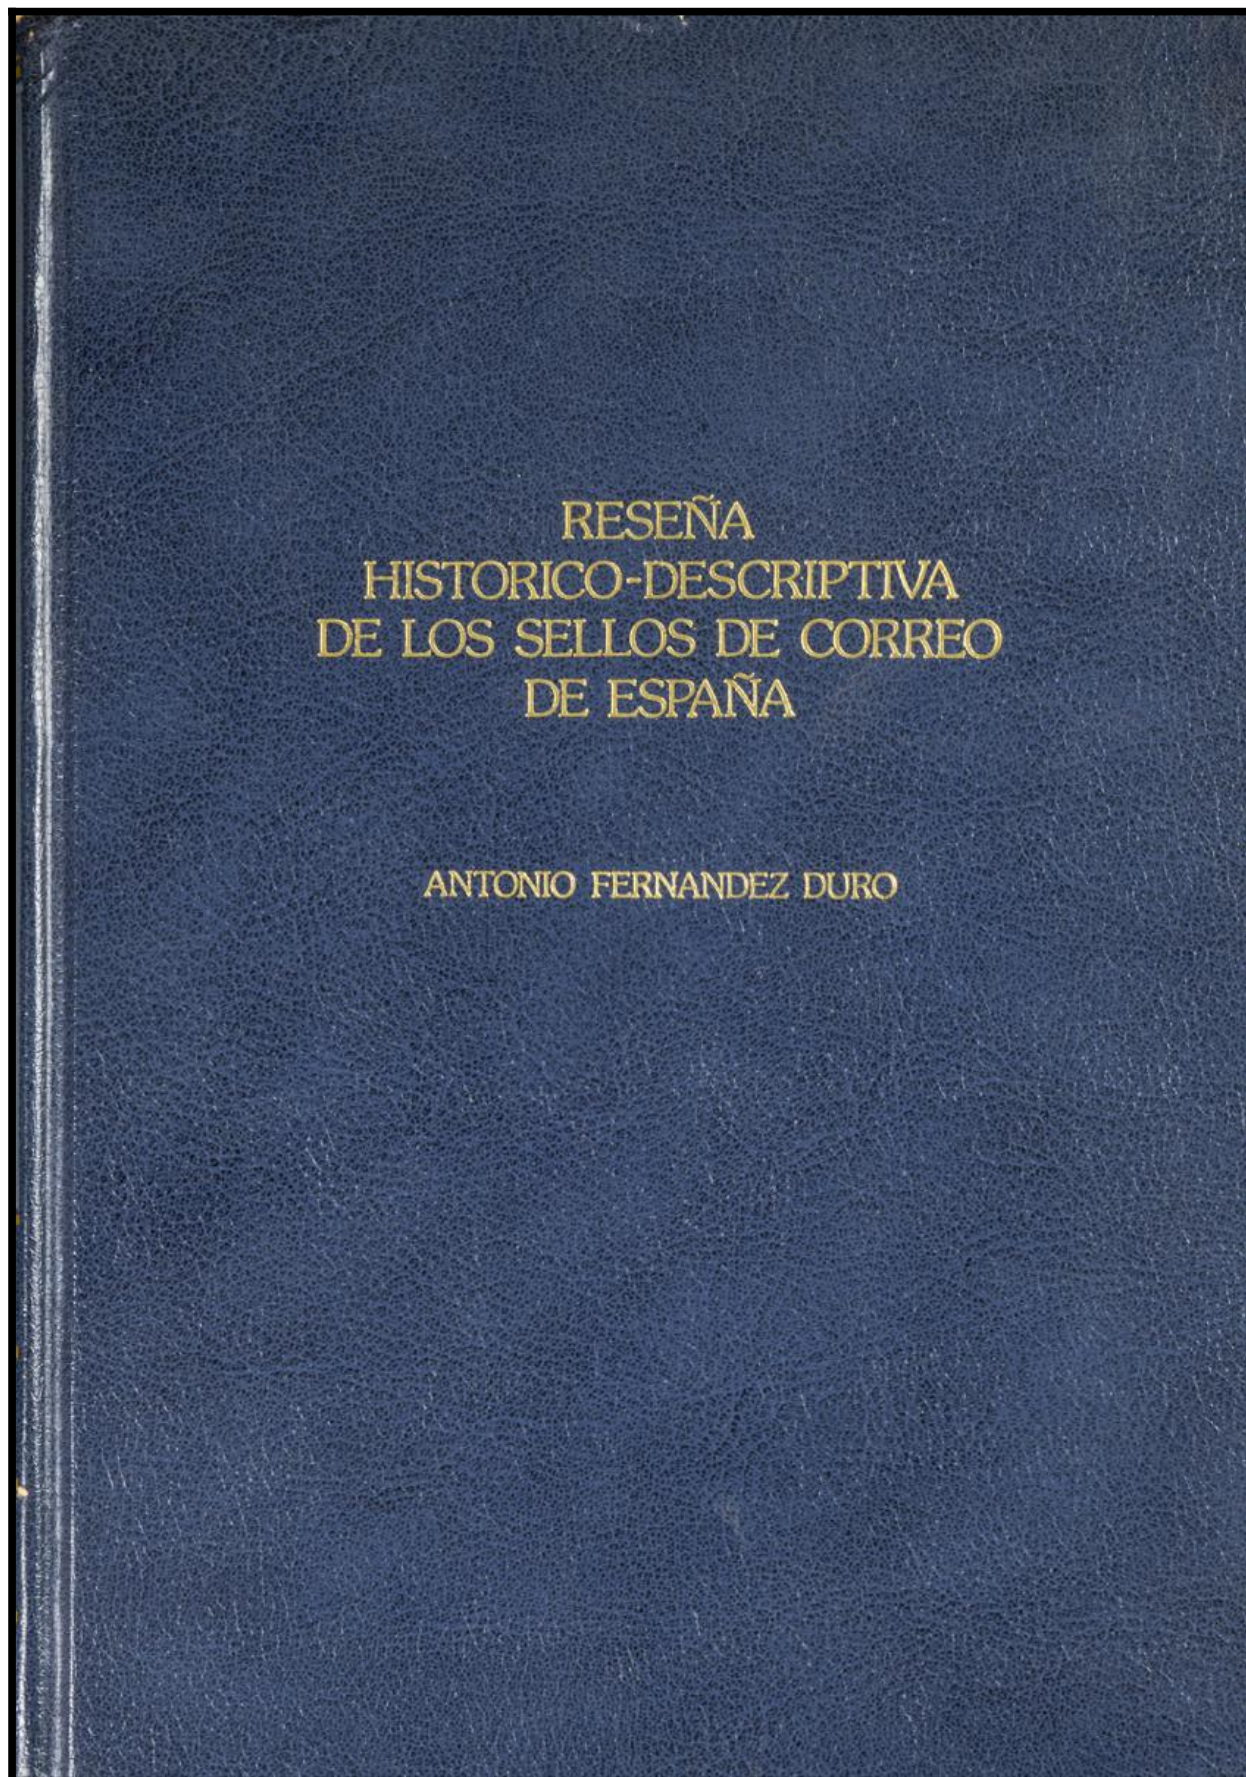 RESEÑA
HISTORICO-DESCRIPTIVA
DE LOS SELLOS DE CORREO
DE ESPAÑA
ANTONIO FERNANDEZ DURO